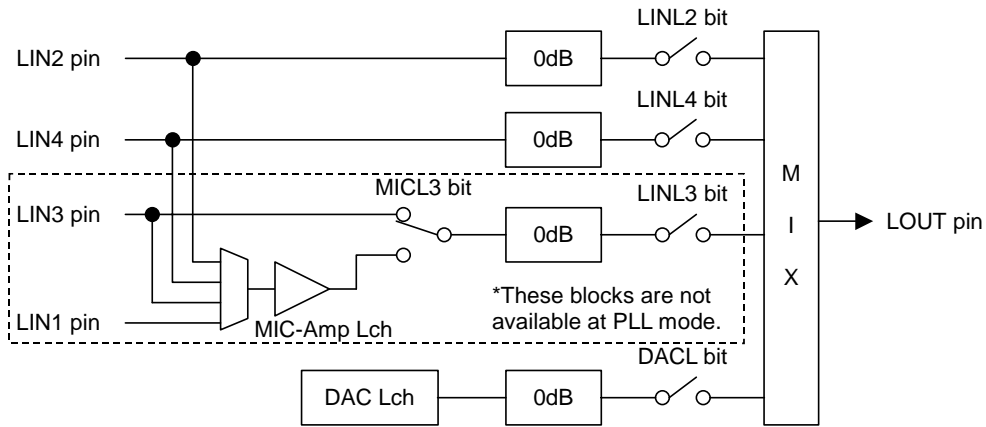 LINL2 bit
LIN2 pin
0dB
LINL4 bit
LIN4 pin
0dB
M
I
X
MICL3 bit
LINL3 bit
LIN3 pin
0dB
LOUT pin
*These blocks are not
available at PLL mode.
LIN1 pin
MIC-Amp Lch
DACL bit
DAC Lch
0dB